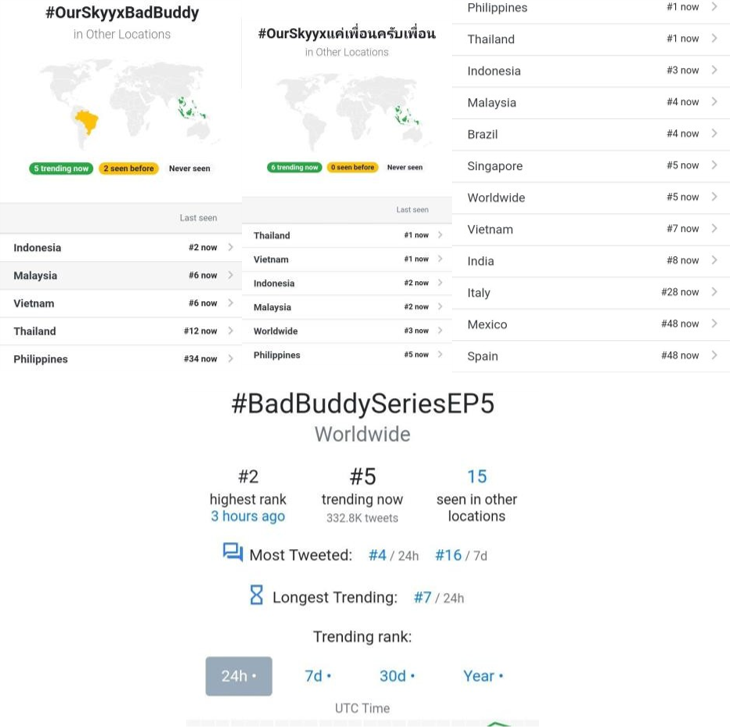 #OurSkyyxBadBuddy
in Other Locations
5 trending now 2 seen before Never seen
Last seen
Indonesia #2 now
Malaysia #6 now
Vietnam #6 now
Thailand #12 now
Philippines #34 now
#OurSkyyxแค่เพื่อนครับเพื่อน
in Other Locations
6 trending now 0 seen before Never seen
Last seen
Thailand #1 now
Vietnam #1 now
Indonesia #2 now
Malaysia #2 now
Worldwide #3 now
Philippines #5 now
Philippines #1 now
Thailand #1 now
Indonesia #3 now
Malaysia #4 now
Brazil #4 now
Singapore #5 now
Worldwide #5 now
Vietnam #7 now
India #8 now
Italy #28 now
Mexico #48 now
Spain #48 now
#BadBuddySeriesEP5
Worldwide
#2 #5 15
highest rank trending now seen in other
3 hours ago 332.8K tweets locations
Most Tweeted: #4 / 24h #16 / 7d
Longest Trending: #7 / 24h
Trending rank:
24h • 7d • 30d • Year •
UTC Time